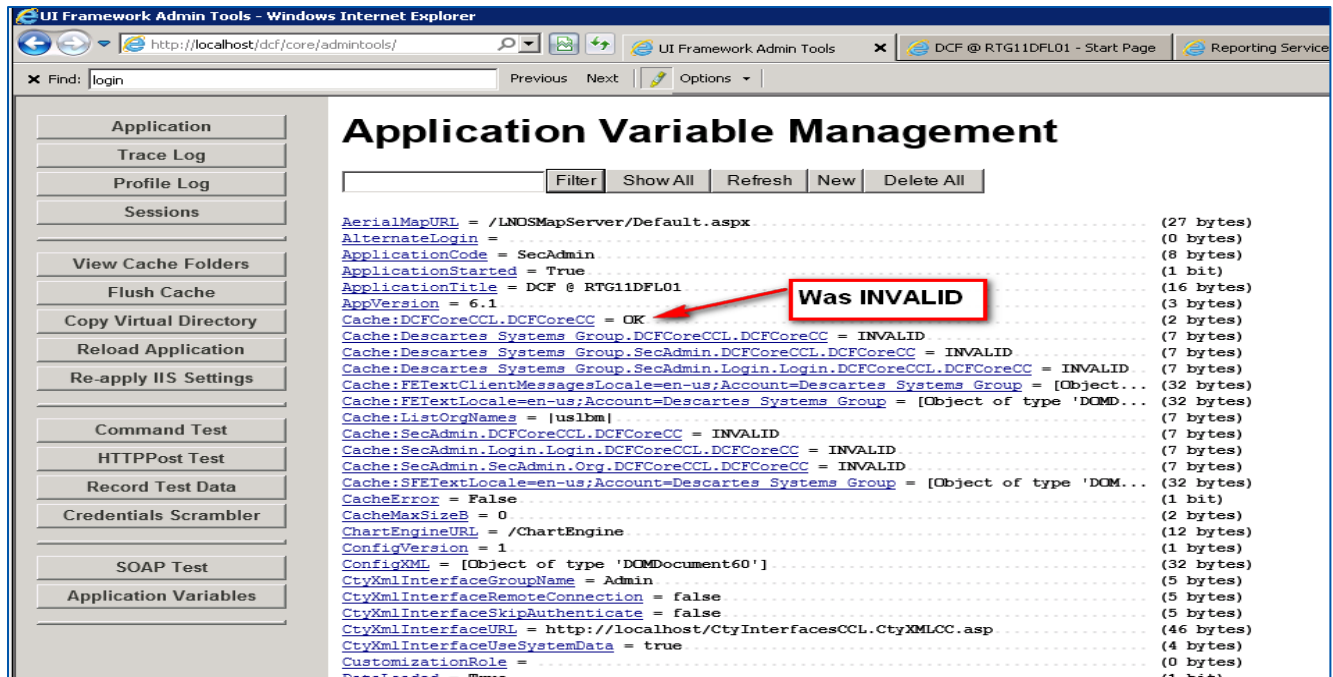 UI Framework Admin Tools - Windows Internet Explorer
http://localhost/dcf/core/admintools/
UI Framework Admin Tools
DCF @ RTG11DFL01 - Start Page
Reporting Service
Find: login
Previous Next Options
Application
Trace Log
Profile Log
Sessions
View Cache Folders
Flush Cache
Copy Virtual Directory
Reload Application
Re-apply IIS Settings
Command Test
HTTPPost Test
Record Test Data
Credentials Scrambler
SOAP Test
Application Variables
Application Variable Management
Filter Show All Refresh New Delete All
AerialMapURL = /LNOSMapServer/Default.aspx (27 bytes)
AlternateLogin = (0 bytes)
ApplicationCode = SecAdmin (8 bytes)
ApplicationStarted = True (1 bit)
ApplicationTitle = DCF @ RTG11DFL01 (16 bytes)
AppVersion = 6.1 (3 bytes)
Was INVALID
Cache:DCFCoreCCL.DCFCoreCC = OK (2 bytes)
Cache:Descartes Systems Group.DCFCoreCCL.DCFCoreCC = INVALID (7 bytes)
Cache:Descartes Systems Group.SecAdmin.DCFCoreCCL.DCFCoreCC = INVALID (7 bytes)
Cache:Descartes Systems Group.SecAdmin.Login.Login.DCFCoreCCL.DCFCoreCC = INVALID (7 bytes)
Cache:FETextClientMessagesLocale=en-us;Account=Descartes Systems Group = [Object... (32 bytes)
Cache:FETextLocale=en-us;Account=Descartes Systems Group = [Object of type 'DOMD... (32 bytes)
Cache:ListOrgNames = |uslbm| (7 bytes)
Cache:SecAdmin.DCFCoreCCL.DCFCoreCC = INVALID (7 bytes)
Cache:SecAdmin.Login.Login.DCFCoreCCL.DCFCoreCC = INVALID (7 bytes)
Cache:SecAdmin.SecAdmin.Org.DCFCoreCCL.DCFCoreCC = INVALID (7 bytes)
Cache:SFETextLocale=en-us;Account=Descartes Systems Group = [Object of type 'DOM... (32 bytes)
CacheError = False (1 bit)
CacheMaxSizeB = 0 (2 bytes)
ChartEngineURL = /ChartEngine (12 bytes)
ConfigVersion = 1 (1 bytes)
ConfigXML = [Object of type 'DOMDocument60'] (32 bytes)
CtyXmlInterfaceGroupName = Admin (5 bytes)
CtyXmlInterfaceRemoteConnection = false (5 bytes)
CtyXmlInterfaceSkipAuthenticate = false (5 bytes)
CtyXmlInterfaceURL = http://localhost/CtyInterfacesCCL.CtyXMLCC.asp (46 bytes)
CtyXmlInterfaceUseSystemData = true (4 bytes)
CustomizationRole = (0 bytes)